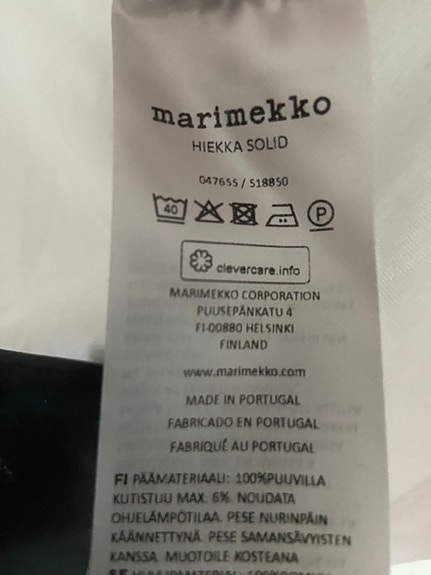 marimekko
HIEKKA SOLID
047655 / 518850
40 P
clevercare.info
MARIMEKKO CORPORATION
PUUSEPÄNKATU 4
FI-00880 HELSINKI
FINLAND
www.marimekko.com
MADE IN PORTUGAL
FABRICADO EN PORTUGAL
FABRIQUÉ AU PORTUGAL
FI PÄÄMATERIAALI: 100%PUUVILLA
KUTISTUU MAX. 6%. NOUDATA
OHJELÄMPÖTILAA. PESE NURINPÄIN
KÄÄNNETTYNÄ. PESE SAMANSÄVYISTEN
KANSSA. MUOTOILE KOSTEANA